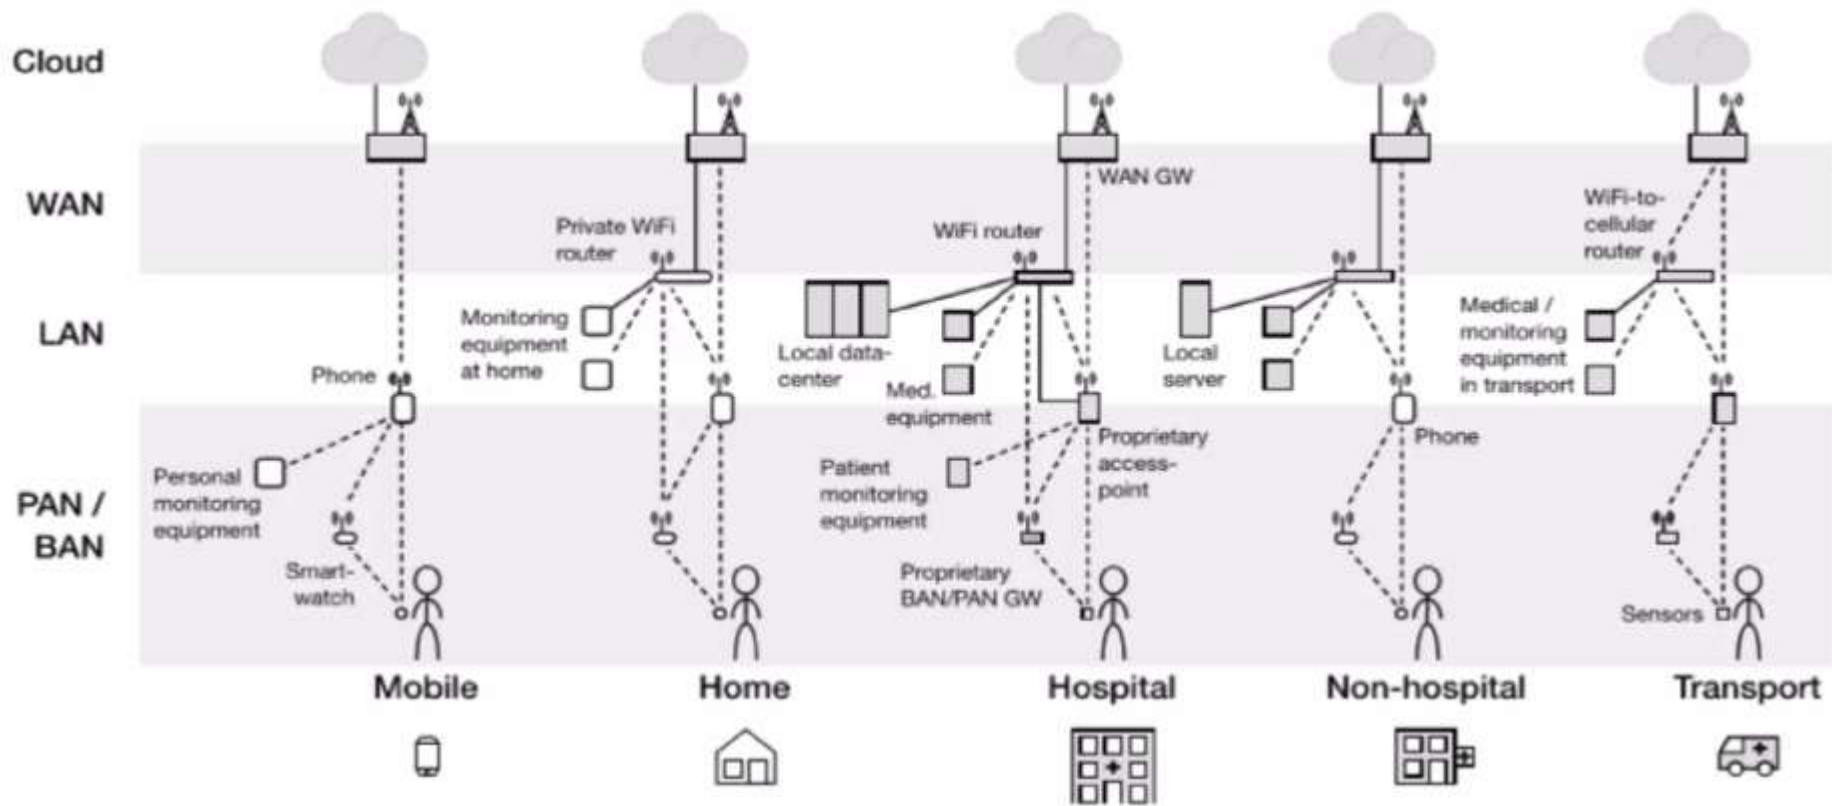 Cloud
WAN
LAN
PAN /
BAN
Phone
Personal
monitoring
equipment
Smart-
watch
Mobile
Private WiFi
router
Monitoring
equipment
at home
Home
WAN GW
WiFi router
Local data-
center
Med.
equipment
Proprietary
access-
point
Patient
monitoring
equipment
Proprietary
BAN/PAN GW
Hospital
Local
server
Phone
Non-hospital
WiFi-to-
cellular
router
Medical /
monitoring
equipment
in transport
Sensors
Transport